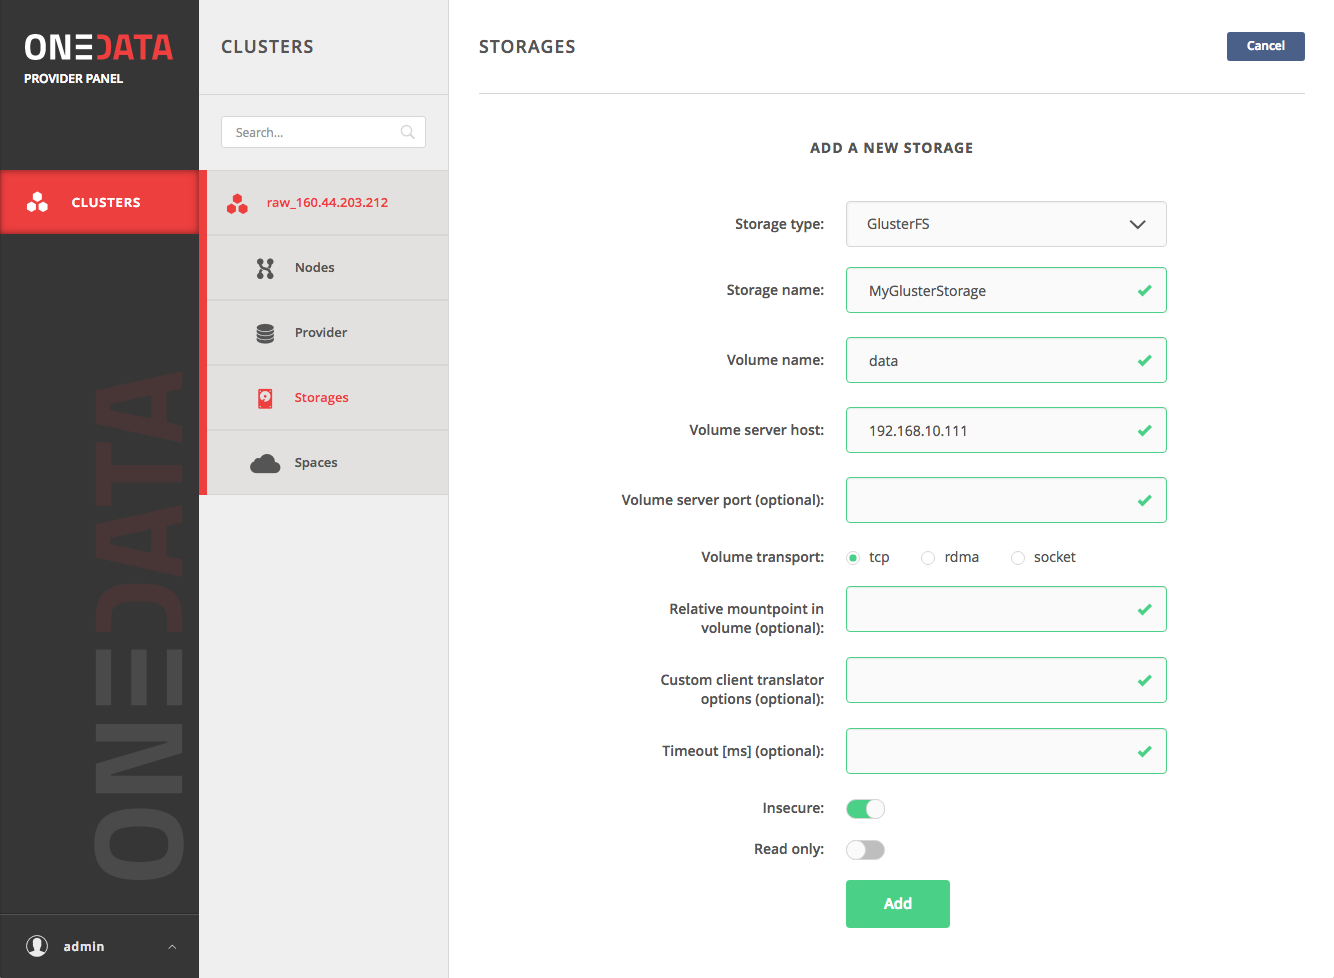 ONEDATA
PROVIDER PANEL
CLUSTERS
ONEDATA
admin
CLUSTERS
Search...
raw_160.44.203.212
Nodes
Provider
Storages
Spaces
STORAGES
Cancel
ADD A NEW STORAGE
Storage type: GlusterFS
Storage name: MyGlusterStorage
Volume name: data
Volume server host: 192.168.10.111
Volume server port (optional):
Volume transport: tcp rdma socket
Relative mountpoint in
volume (optional):
Custom client translator
options (optional):
Timeout [ms] (optional):
Insecure:
Read only:
Add